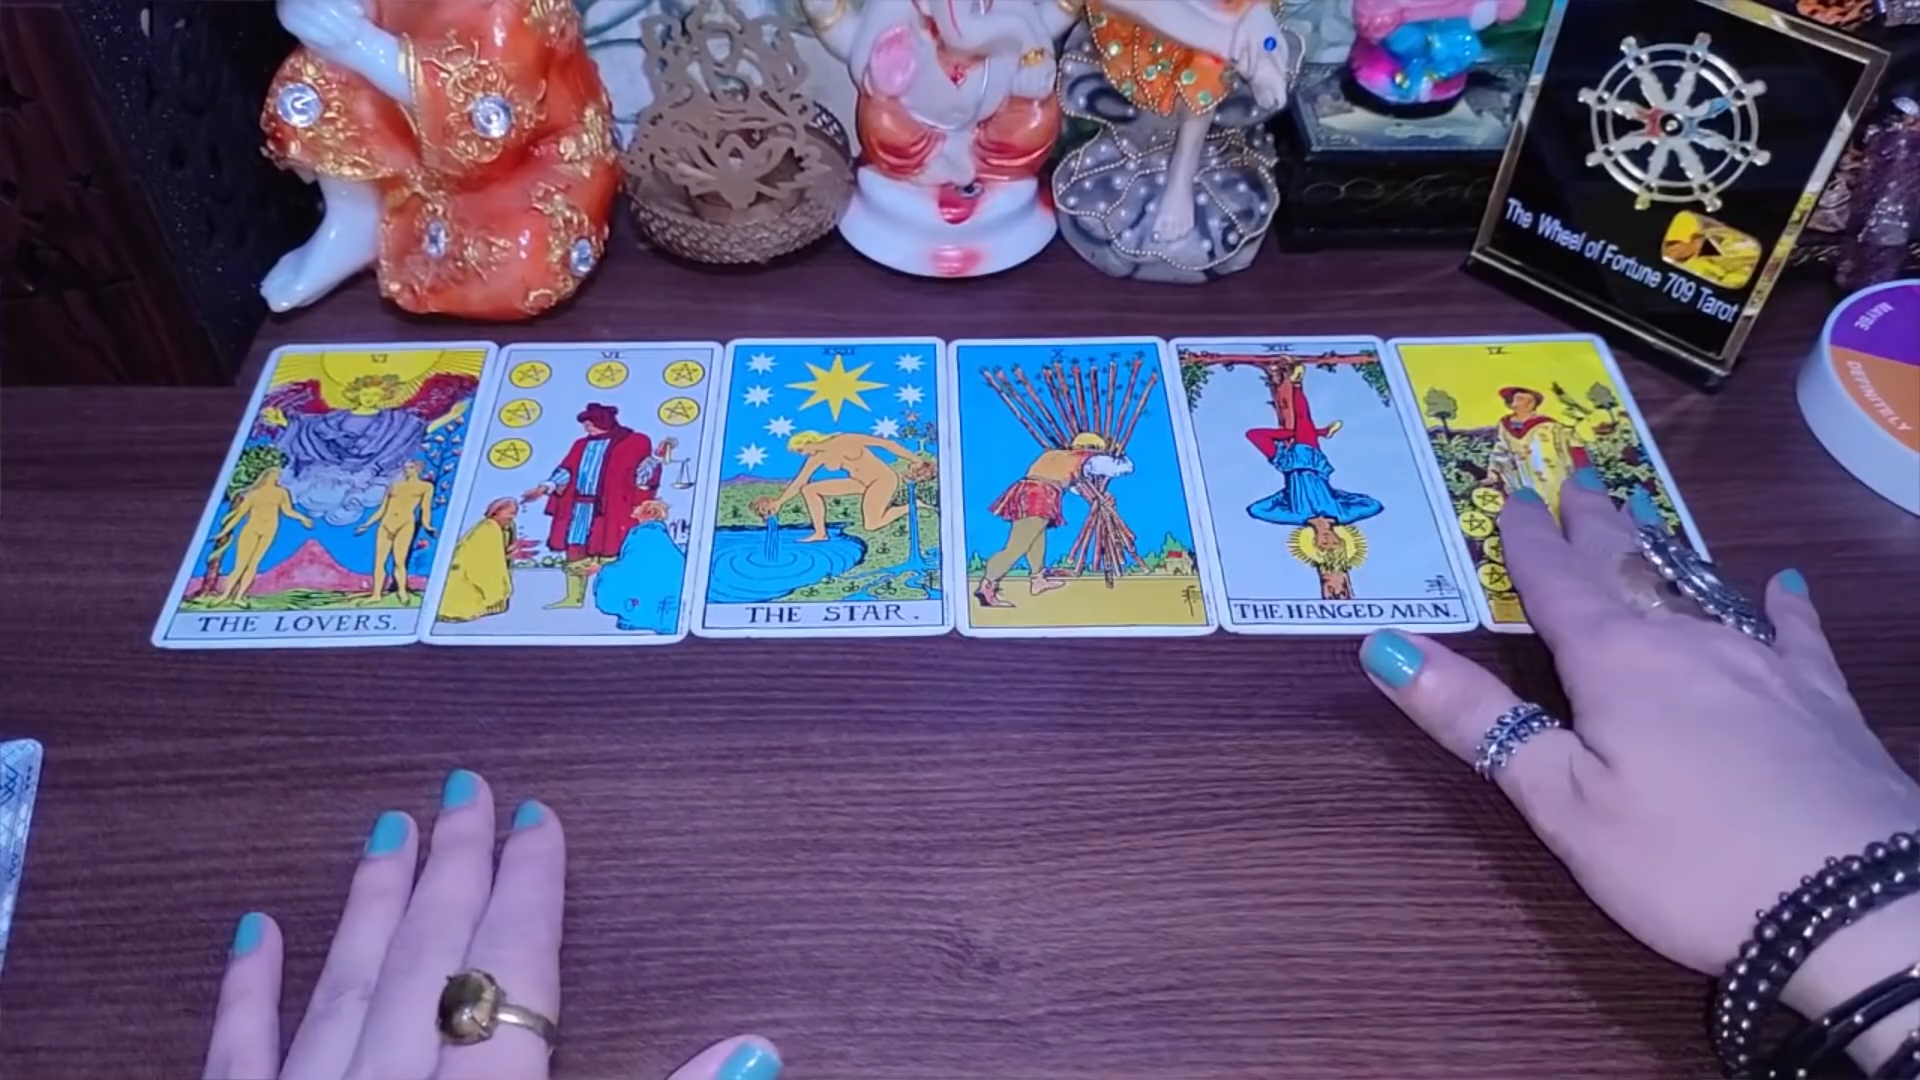 The Wheel of Fortune 709 Tarot
MAYBE
DEFINITELY
VI
VI
XVII
X
XII
IX
THE LOVERS.
THE STAR.
THE HANGED MAN.